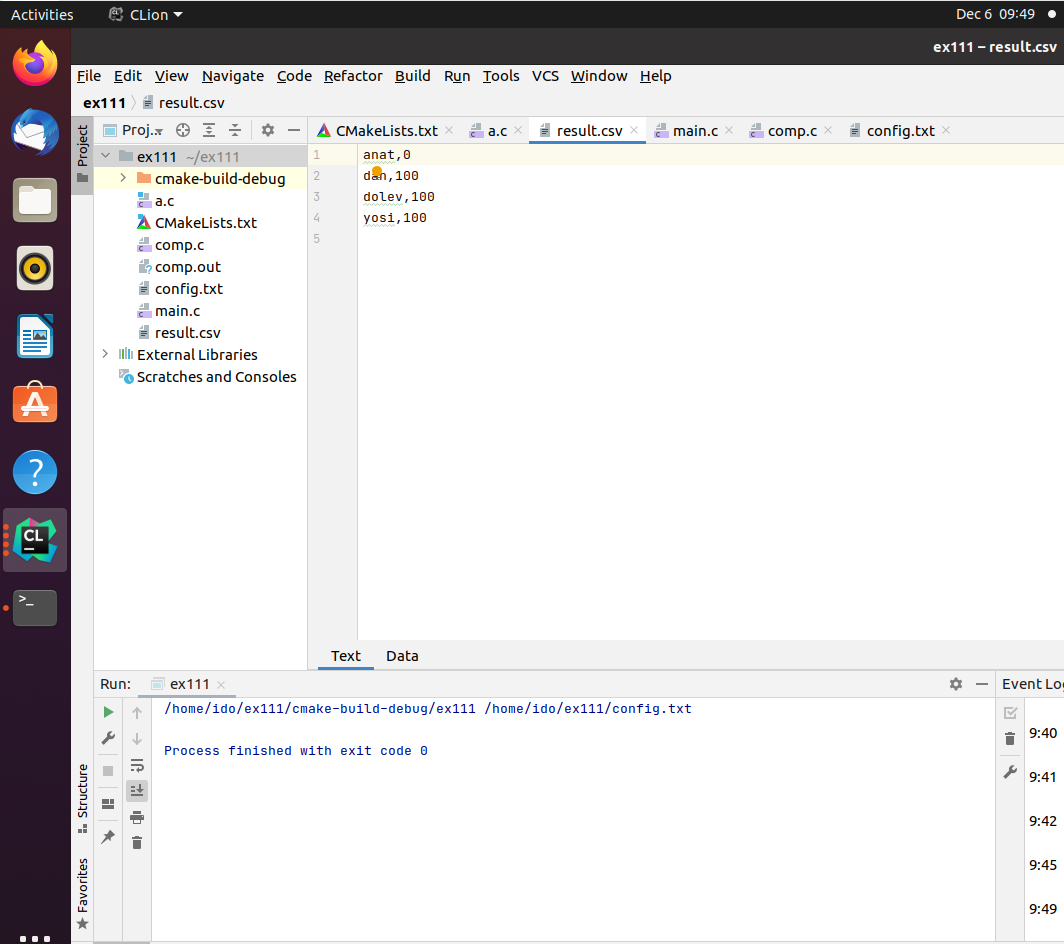 Activities CLion Dec 6 09:49
ex111 – result.csv
File Edit View Navigate Code Refactor Build Run Tools VCS Window Help
ex111 result.csv
Project
Proj..
CMakeLists.txt a.c result.csv main.c comp.c config.txt
ex111 ~/ex111
cmake-build-debug
a.c
CMakeLists.txt
comp.c
comp.out
config.txt
main.c
result.csv
External Libraries
Scratches and Consoles
1 anat,0
2 dan,100
3 dolev,100
4 yosi,100
5
Text Data
Run: ex111
Event Log
/home/ido/ex111/cmake-build-debug/ex111 /home/ido/ex111/config.txt
Process finished with exit code 0
9:40
9:41
9:42
9:45
9:49
Structure
Favorites